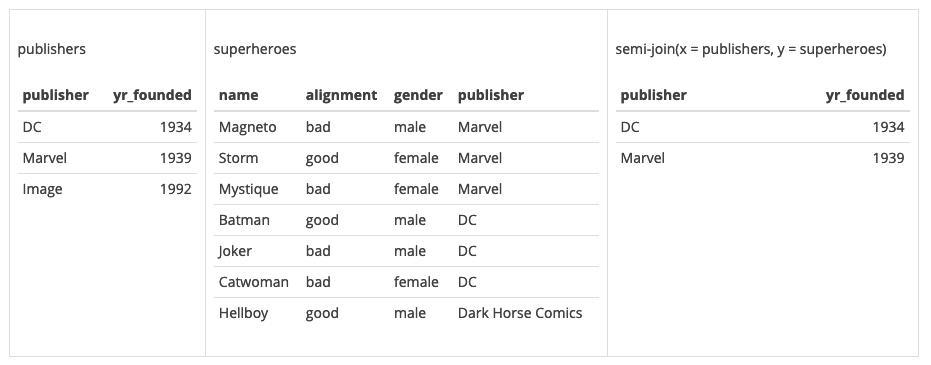 publishers
publisher yr_founded
DC 1934
Marvel 1939
Image 1992
superheroes
name alignment gender publisher
Magneto bad male Marvel
Storm good female Marvel
Mystique bad female Marvel
Batman good male DC
Joker bad male DC
Catwoman bad female DC
Hellboy good male Dark Horse Comics
semi-join(x = publishers, y = superheroes)
publisher yr_founded
DC 1934
Marvel 1939